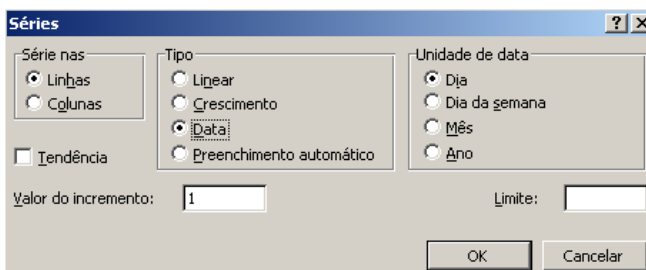 Séries
Série nas
Linhas
Colunas
Tendência
Tipo
Linear
Crescimento
Data
Preenchimento automático
Unidade de data
Dia
Dia da semana
Mês
Ano
Valor do incremento: 1
Limite:
OK
Cancelar